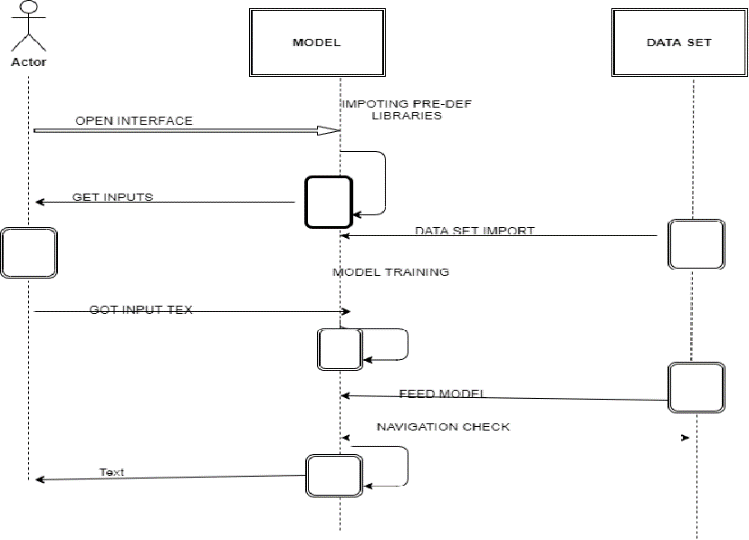 MODEL
DATA SET
Actor
IMPOTING PRE-DEF
LIBRARIES
OPEN INTERFACE
GET INPUTS
DATA SET IMPORT
MODEL TRAINING
GOT INPUT TEX
FEED MODEL
NAVIGATION CHECK
Text